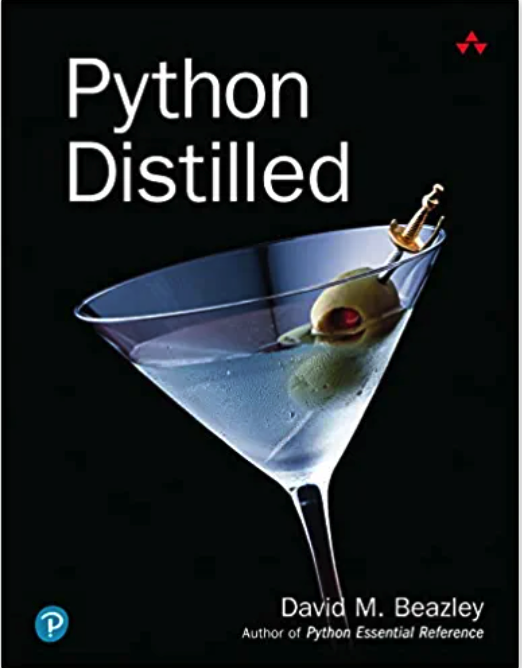 Python
Distilled
David M. Beazley
Author of Python Essential Reference
P